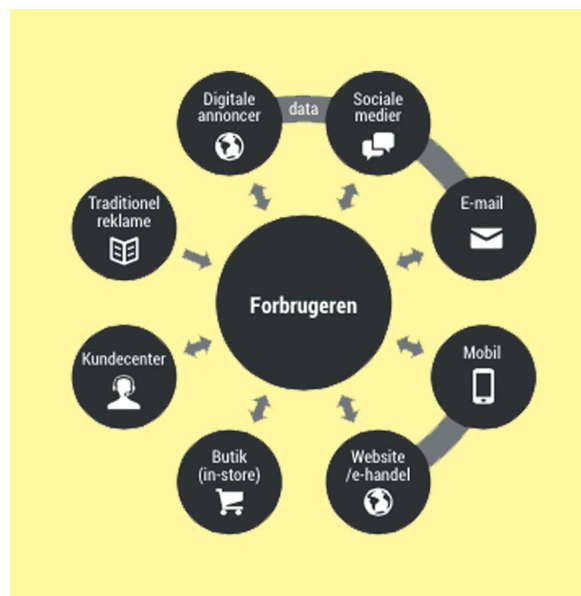 Digitale
annoncer
data
Sociale
medier
Traditionel
reklame
E-mail
Forbrugeren
Kundecenter
Mobil
Butik
(in-store)
Website
/e-handel